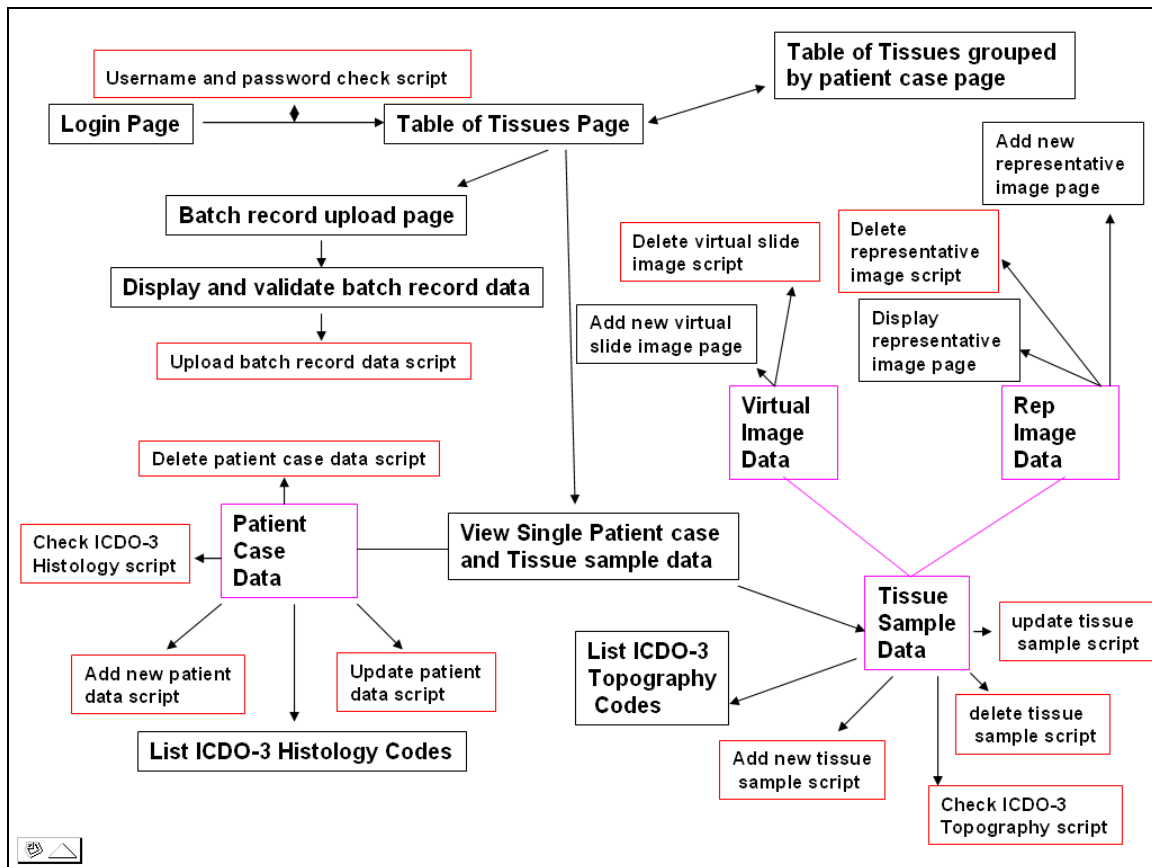 Username and password check script
Table of Tissues grouped
by patient case page
Login Page
Table of Tissues Page
Add new
representative
image page
Batch record upload page
Delete virtual slide
image script
Delete
representative
image script
Display and validate batch record data
Add new virtual
slide image page
Display
representative
image page
Upload batch record data script
Virtual
Image
Data
Rep
Image
Data
Delete patient case data script
Patient
Case
Data
View Single Patient case
and Tissue sample data
Check ICDO-3
Histology script
Tissue
Sample
Data
update tissue
sample script
List ICDO-3
Topography
Codes
Add new patient
data script
Update patient
data script
delete tissue
sample script
List ICDO-3 Histology Codes
Add new tissue
sample script
Check ICDO-3
Topography script